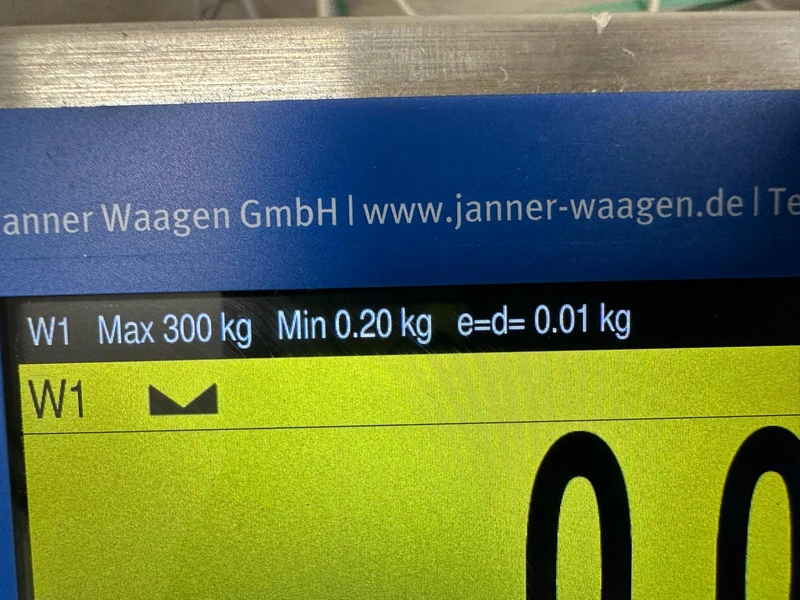 anner Waagen GmbH | www.janner-waagen.de | Te
W1 Max 300 kg Min 0.20 kg e=d= 0.01 kg
W1
0.0